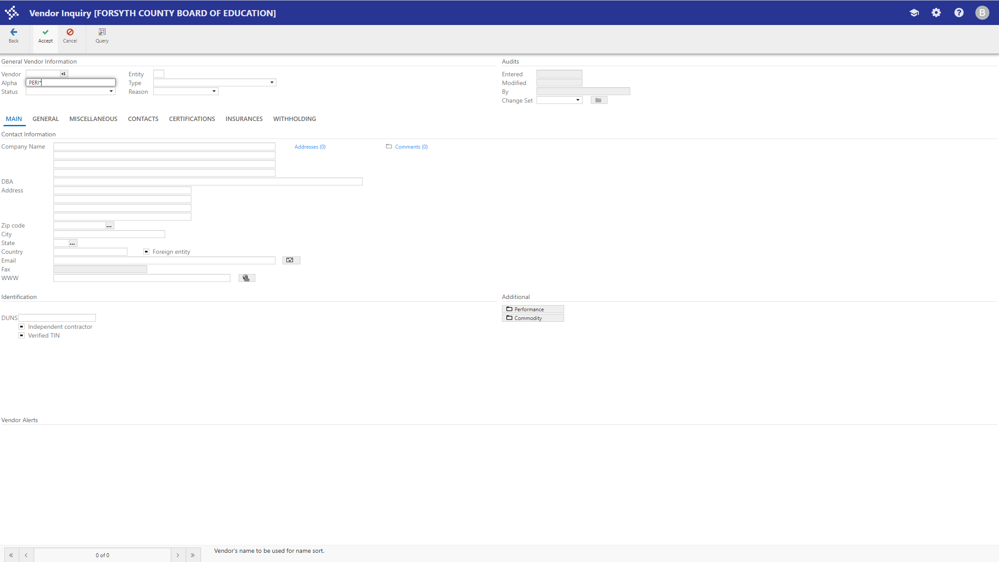 Vendor Inquiry [FORSYTH COUNTY BOARD OF EDUCATION]
B
Back
Accept
Cancel
Query
General Vendor Information
Audits
Vendor
+1
Entity
Entered
Alpha
PERI*
Type
Modified
Status
Reason
By
Change Set
MAIN GENERAL MISCELLANEOUS CONTACTS CERTIFICATIONS INSURANCES WITHHOLDING
Contact Information
Company Name
Addresses (0)
Comments (0)
DBA
Address
Zip code
...
City
State
...
Country
Foreign entity
Email
Fax
WWW
Identification
Additional
Performance
DUNS
Commodity
Independent contractor
Verified TIN
Vendor Alerts
0 of 0
Vendor's name to be used for name sort.